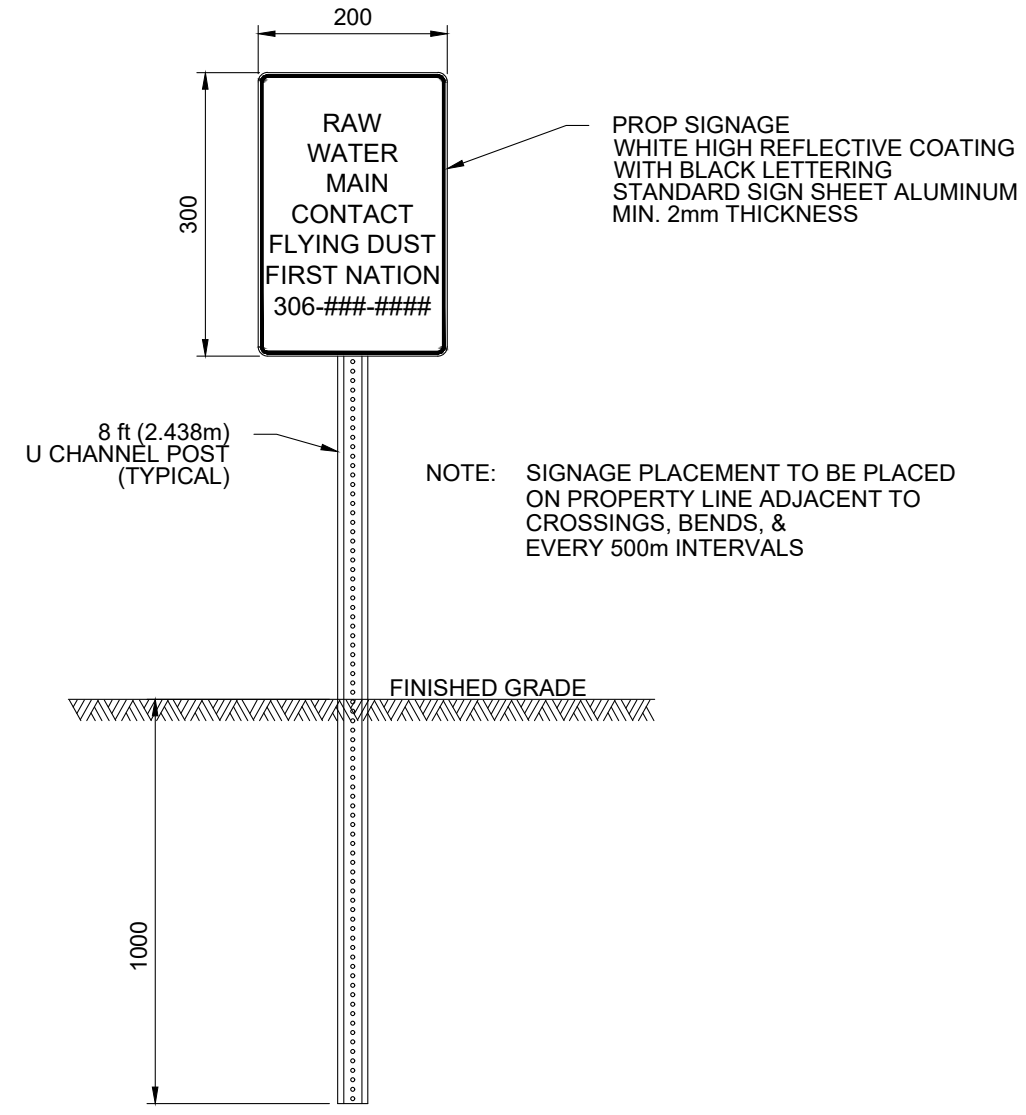 200
300
RAW
WATER
MAIN
CONTACT
FLYING DUST
FIRST NATION
306-###-####
PROP SIGNAGE
WHITE HIGH REFLECTIVE COATING
WITH BLACK LETTERING
STANDARD SIGN SHEET ALUMINUM
MIN. 2mm THICKNESS
8 ft (2.438m)
U CHANNEL POST
(TYPICAL)
NOTE: SIGNAGE PLACEMENT TO BE PLACED
ON PROPERTY LINE ADJACENT TO
CROSSINGS, BENDS, &
EVERY 500m INTERVALS
FINISHED GRADE
1000